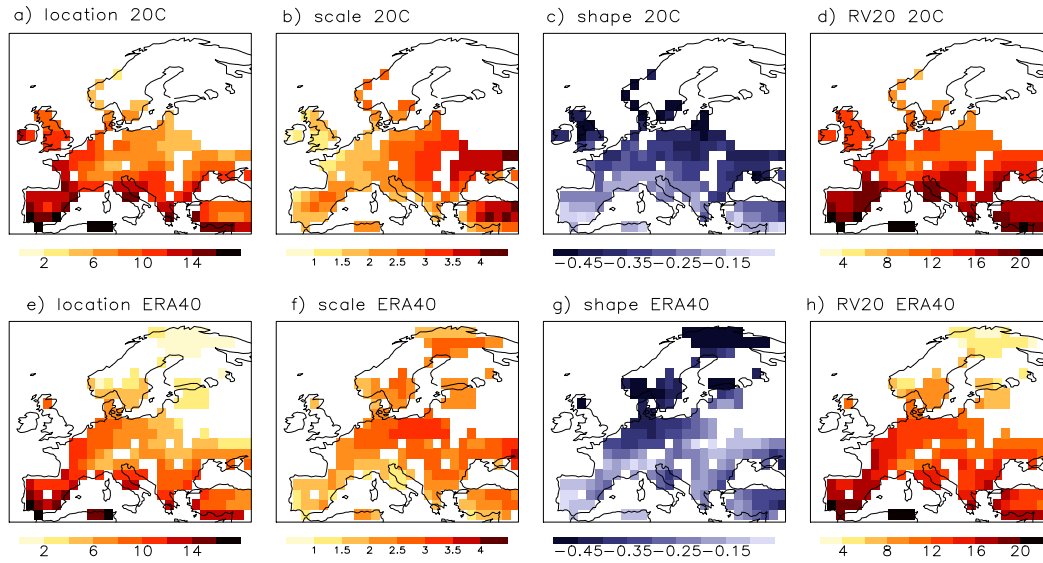 a) location 20C b) scale 20C c) shape 20C d) RV20 20C
2 6 10 14 1 1.5 2 2.5 3 3.5 4 −0.45−0.35−0.25−0.15 4 8 12 16 20
e) location ERA40 f) scale ERA40 g) shape ERA40 h) RV20 ERA40
2 6 10 14 1 1.5 2 2.5 3 3.5 4 −0.45−0.35−0.25−0.15 4 8 12 16 20